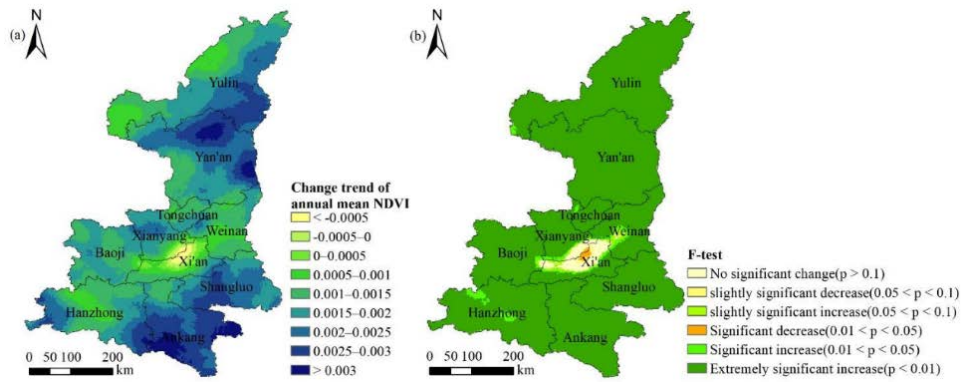 (a)
N
Yulin
Yan'an
Tongchuan
Xianyang
Weinan
Baoji
Xi'an
Shangluo
Hanzhong
Ankang
0 50 100 200
km
Change trend of
annual mean NDVI
< -0.0005
-0.0005–0
0–0.0005
0.0005–0.001
0.001–0.0015
0.0015–0.002
0.002–0.0025
0.0025–0.003
> 0.003
(b)
N
Yulin
Yan'an
Tongchuan
Xianyang
Weinan
Baoji
Xi'an
Shangluo
Hanzhong
Ankang
0 50 100 200
km
F-test
No significant change(p > 0.1)
slightly significant decrease(0.05 < p < 0.1)
slightly significant increase(0.05 < p < 0.1)
Significant decrease(0.01 < p < 0.05)
Significant increase(0.01 < p < 0.05)
Extremely significant increase(p < 0.01)